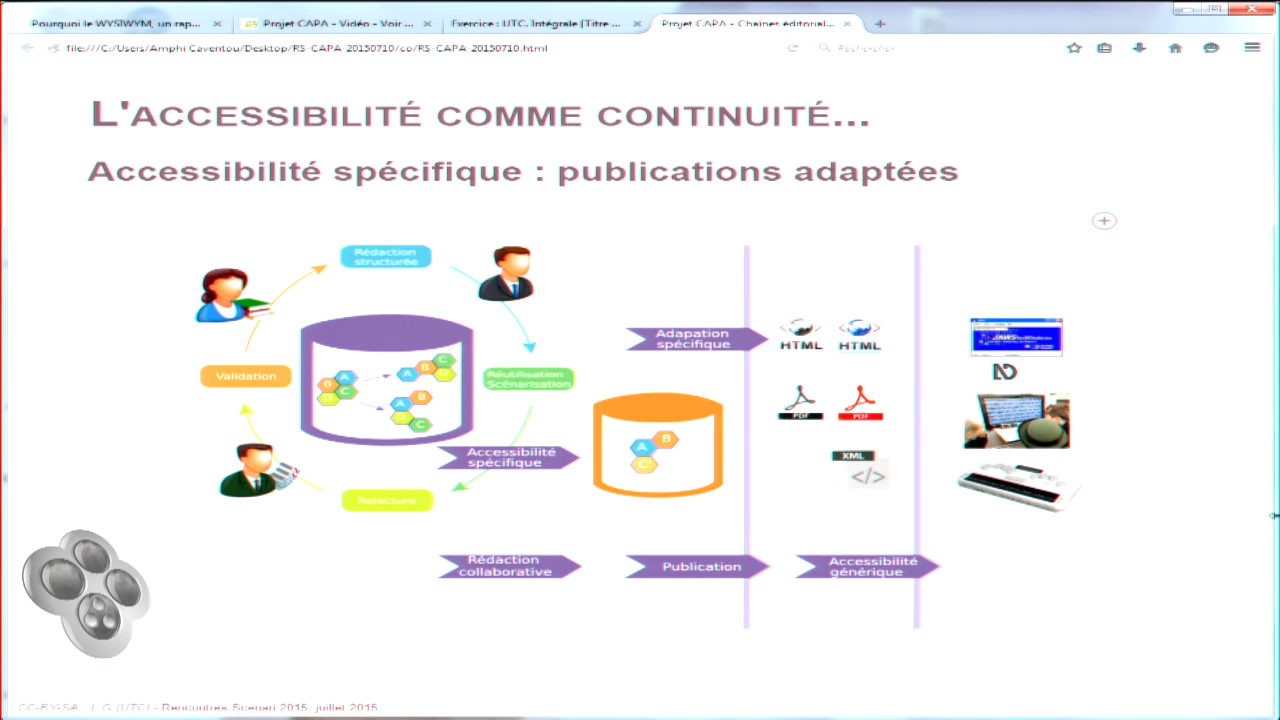 Pourquoi le WYSIWYM, un rap...
Projet CAPA - Vidéo - Voir ...
Exercice : UTC. Intégrale (Titre ...
Projet CAPA - Chaînes éditorial...
file:///C:/Users/Amphi Caventou/Desktop/RS-CAPA-20150710/co/RS-CAPA-20150710.html
Rechercher
L'ACCESSIBILITÉ COMME CONTINUITÉ...
Accessibilité spécifique : publications adaptées
Rédaction
structurée
Adapation
spécifique
HTML
HTML
JAWS
Validation
A
B
C
D
A
B
C
D
A
B
D
C
Réutilisation
Scénarisation
PDF
PDF
A
B
C
Accessibilité
spécifique
XML
</>
Relecture
Rédaction
collaborative
Publication
Accessibilité
générique
CC-BY-SA
(UTC) - Rencontres Scenari 2015, juillet 2015